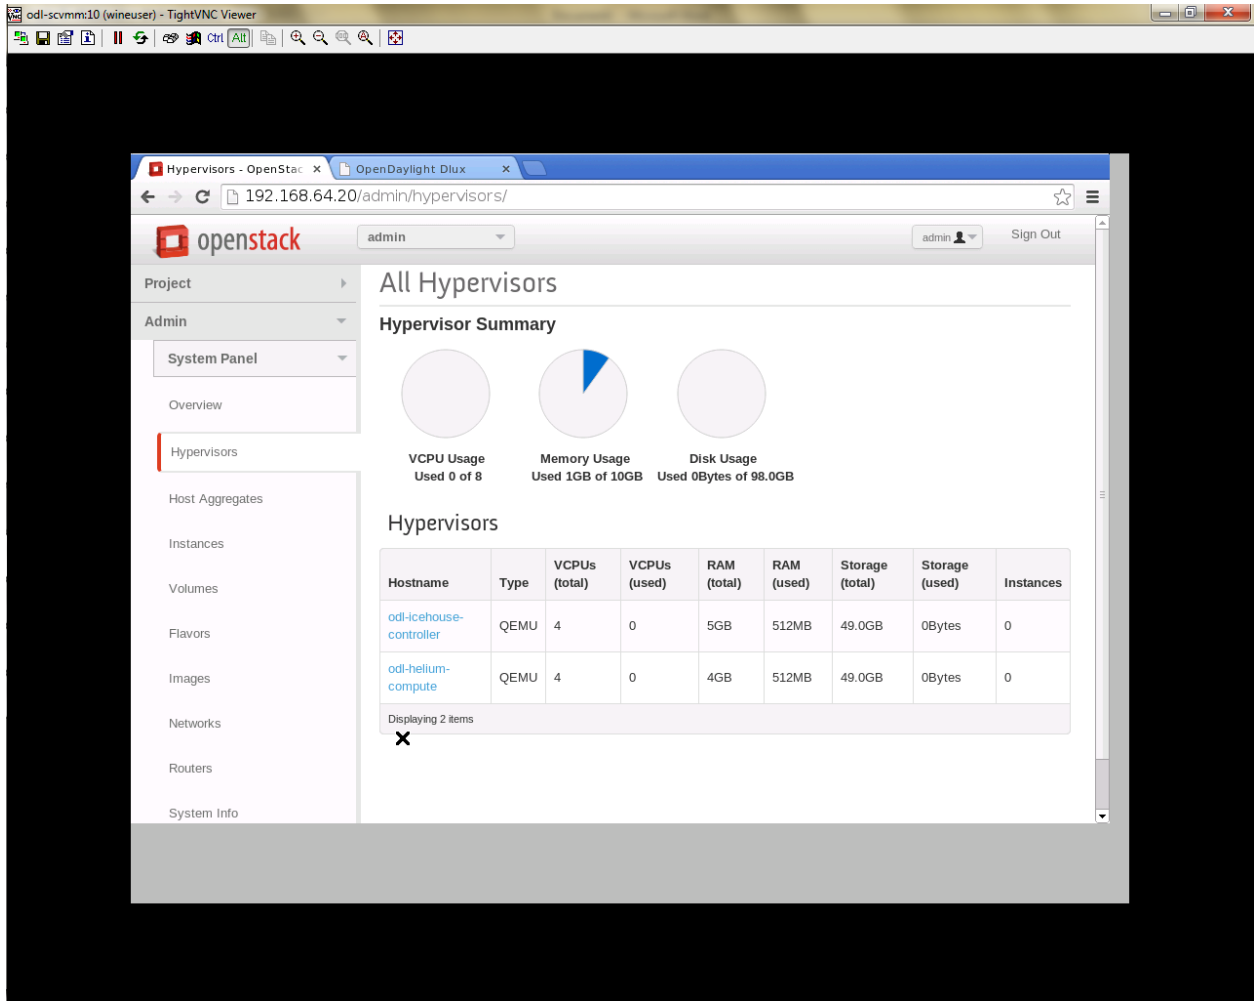 odl-scvmm:10 (wineuser) - TightVNC Viewer
Ctrl Alt
Hypervisors - OpenStac
OpenDaylight Dlux
192.168.64.20/admin/hypervisors/
openstack
admin
admin
Sign Out
Project
Admin
System Panel
Overview
Hypervisors
Host Aggregates
Instances
Volumes
Flavors
Images
Networks
Routers
System Info
All Hypervisors
Hypervisor Summary
VCPU Usage
Used 0 of 8
Memory Usage
Used 1GB of 10GB
Disk Usage
Used 0Bytes of 98.0GB
Hypervisors
Hostname Type VCPUs (total) VCPUs (used) RAM (total) RAM (used) Storage (total) Storage (used) Instances
odl-icehouse-controller QEMU 4 0 5GB 512MB 49.0GB 0Bytes 0
odl-helium-compute QEMU 4 0 4GB 512MB 49.0GB 0Bytes 0
Displaying 2 items